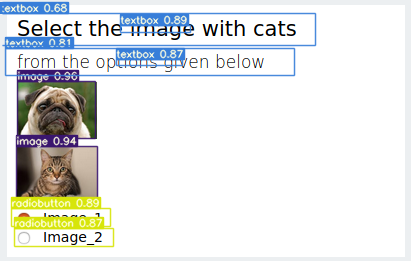 textbox 0.68
textbox 0.89
Select the image with cats
textbox 0.81
textbox 0.87
from the options given below
image 0.96
image 0.94
radiobutton 0.89
Image_1
radiobutton 0.87
Image_2